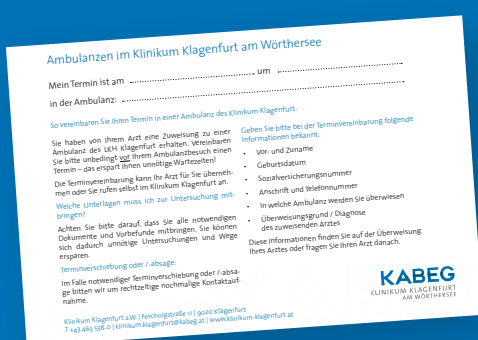 Ambulanzen im Klinikum Klagenfurt am Wörthersee
Mein Termin ist am ..., um ...
in der Ambulanz: ...
So vereinbaren Sie Ihren Termin in einer Ambulanz des Klinikum Klagenfurt:
Sie haben von Ihrem Arzt eine Zuweisung zu einer
Ambulanz des LKH Klagenfurt erhalten. Vereinbaren
Sie bitte unbedingt vor Ihrem Ambulanzbesuch einen
Termin – das erspart Ihnen unnötige Wartezeiten!
Die Terminvereinbarung kann Ihr Arzt für Sie überneh-
men oder Sie rufen selbst im Klinikum Klagenfurt an.
Welche Unterlagen muss ich zur Untersuchung mit-
bringen?
Achten Sie bitte darauf, dass Sie alle notwendigen
Dokumente und Vorbefunde mitbringen. Sie können
sich dadurch unnötige Untersuchungen und Wege
ersparen.
Terminverschiebung oder /-absage:
Im Falle notwendiger Terminverschiebung oder /-absa-
ge bitten wir um rechtzeitige nochmalige Kontaktauf-
nahme.
Geben Sie bitte bei der Terminvereinbarung folgende
Informationen bekannt:
• Vor- und Zuname
• Geburtsdatum
• Sozialversicherungsnummer
• Anschrift und Telefonnummer
• In welche Ambulanz werden Sie überwiesen
• Überweisungsgrund / Diagnose
des zuweisenden Arztes
Diese Informationen finden Sie auf der Überweisung
Ihres Arztes oder fragen Sie Ihren Arzt danach.
KABEG
KLINIKUM KLAGENFURT
AM WÖRTHERSEE
Klinikum Klagenfurt a.W. | Feschnigstraße 11 | 9020 Klagenfurt
T +43 463 538-0 | klinikum.klagenfurt@kabeg.at | www.klinikum-klagenfurt.at